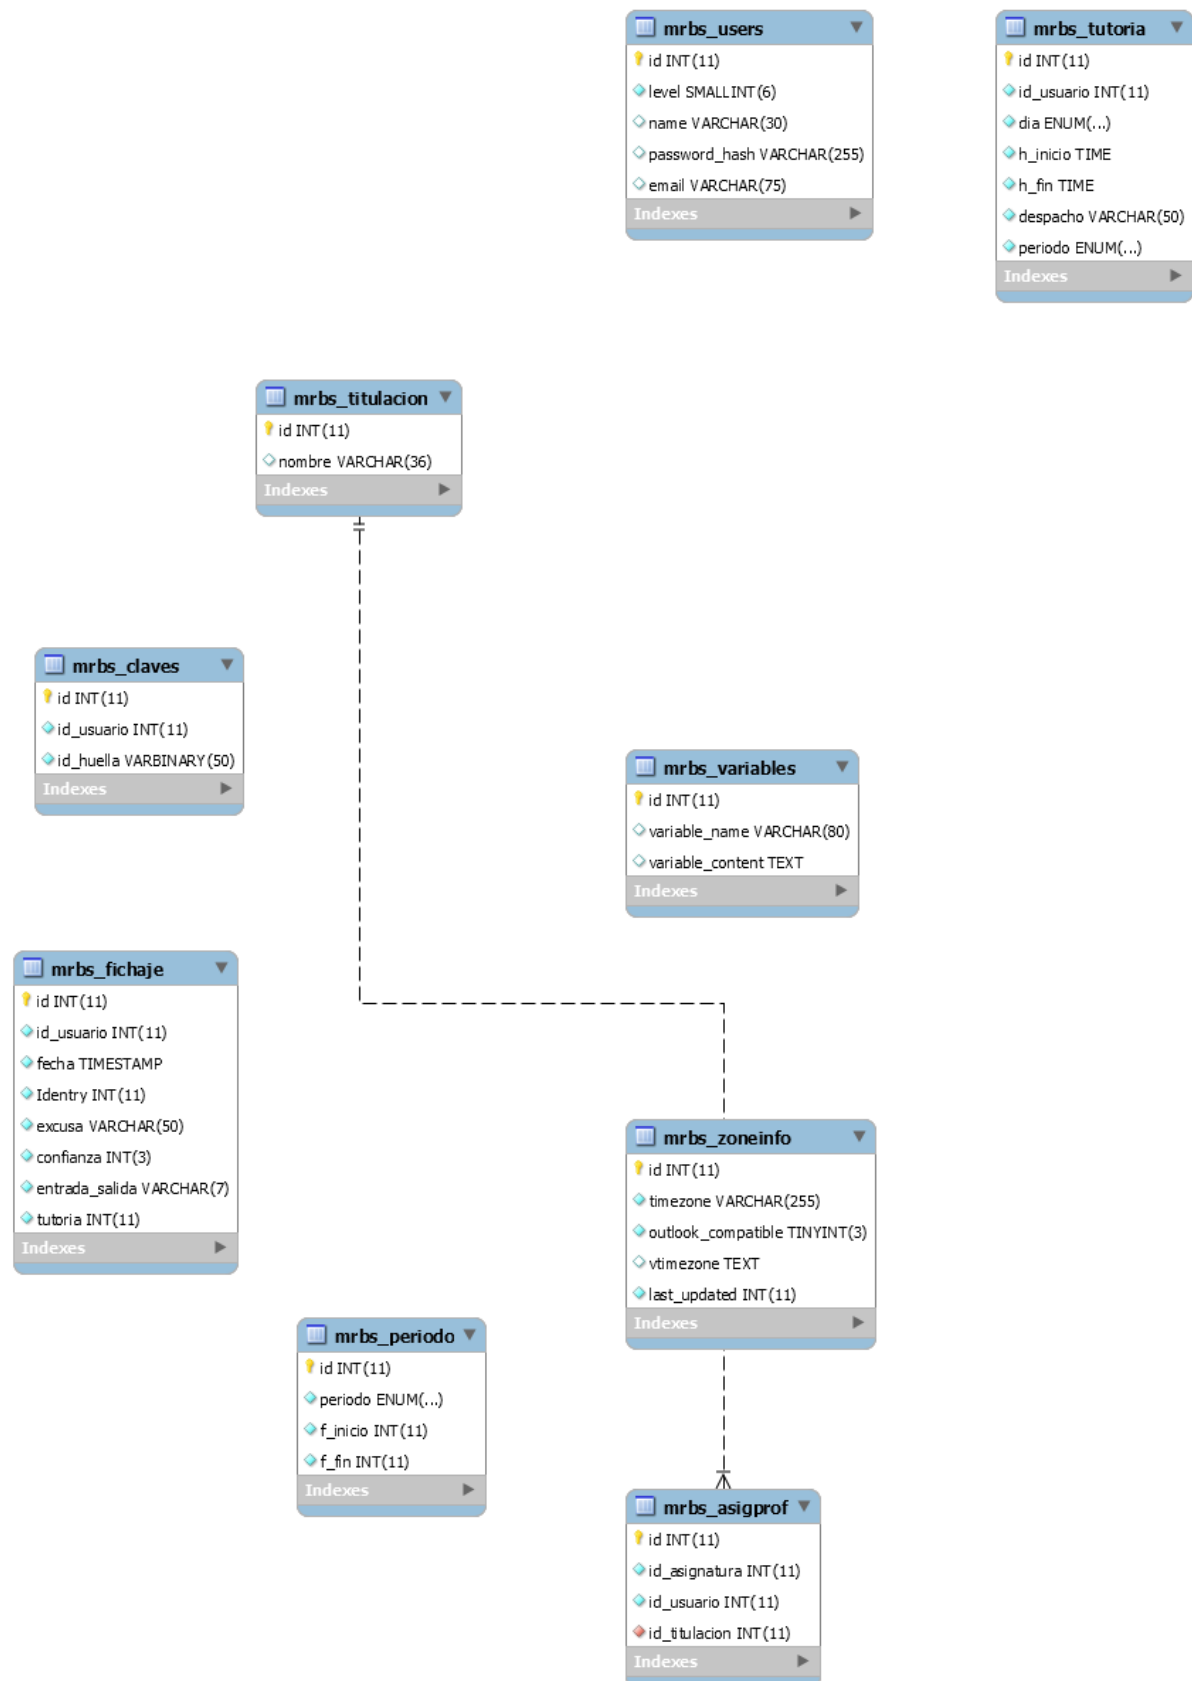 mrbs_users
id INT(11)
level SMALLINT(6)
name VARCHAR(30)
password_hash VARCHAR(255)
email VARCHAR(75)
Indexes
mrbs_tutoria
id INT(11)
id_usuario INT(11)
dia ENUM(...)
h_inicio TIME
h_fin TIME
despacho VARCHAR(50)
periodo ENUM(...)
Indexes
mrbs_titulacion
id INT(11)
nombre VARCHAR(36)
Indexes
mrbs_claves
id INT(11)
id_usuario INT(11)
id_huella VARBINARY(50)
Indexes
mrbs_variables
id INT(11)
variable_name VARCHAR(80)
variable_content TEXT
Indexes
mrbs_fichaje
id INT(11)
id_usuario INT(11)
fecha TIMESTAMP
Identry INT(11)
excusa VARCHAR(50)
confianza INT(3)
entrada_salida VARCHAR(7)
tutoria INT(11)
Indexes
mrbs_zoneinfo
id INT(11)
timezone VARCHAR(255)
outlook_compatible TINYINT(3)
vtimezone TEXT
last_updated INT(11)
Indexes
mrbs_periodo
id INT(11)
periodo ENUM(...)
f_inicio INT(11)
f_fin INT(11)
Indexes
mrbs_asigprof
id INT(11)
id_asignatura INT(11)
id_usuario INT(11)
id_titulacion INT(11)
Indexes